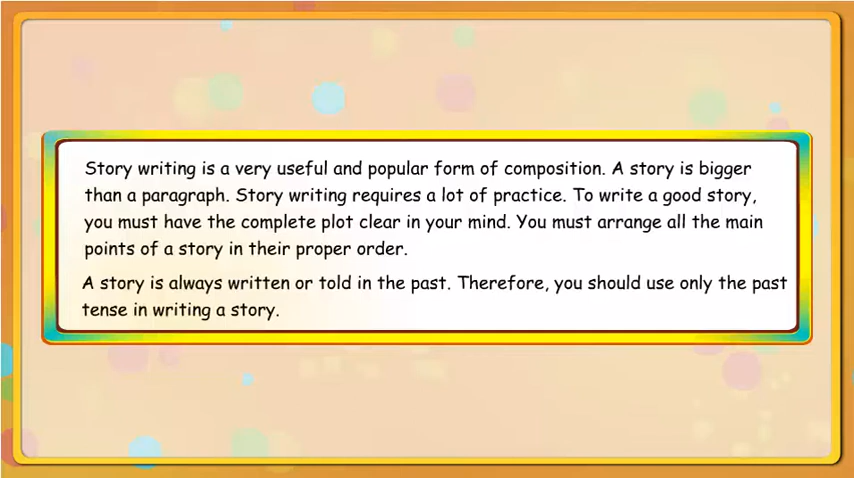 Story writing is a very useful and popular form of composition. A story is bigger
than a paragraph. Story writing requires a lot of practice. To write a good story,
you must have the complete plot clear in your mind. You must arrange all the main
points of a story in their proper order.
A story is always written or told in the past. Therefore, you should use only the past
tense in writing a story.